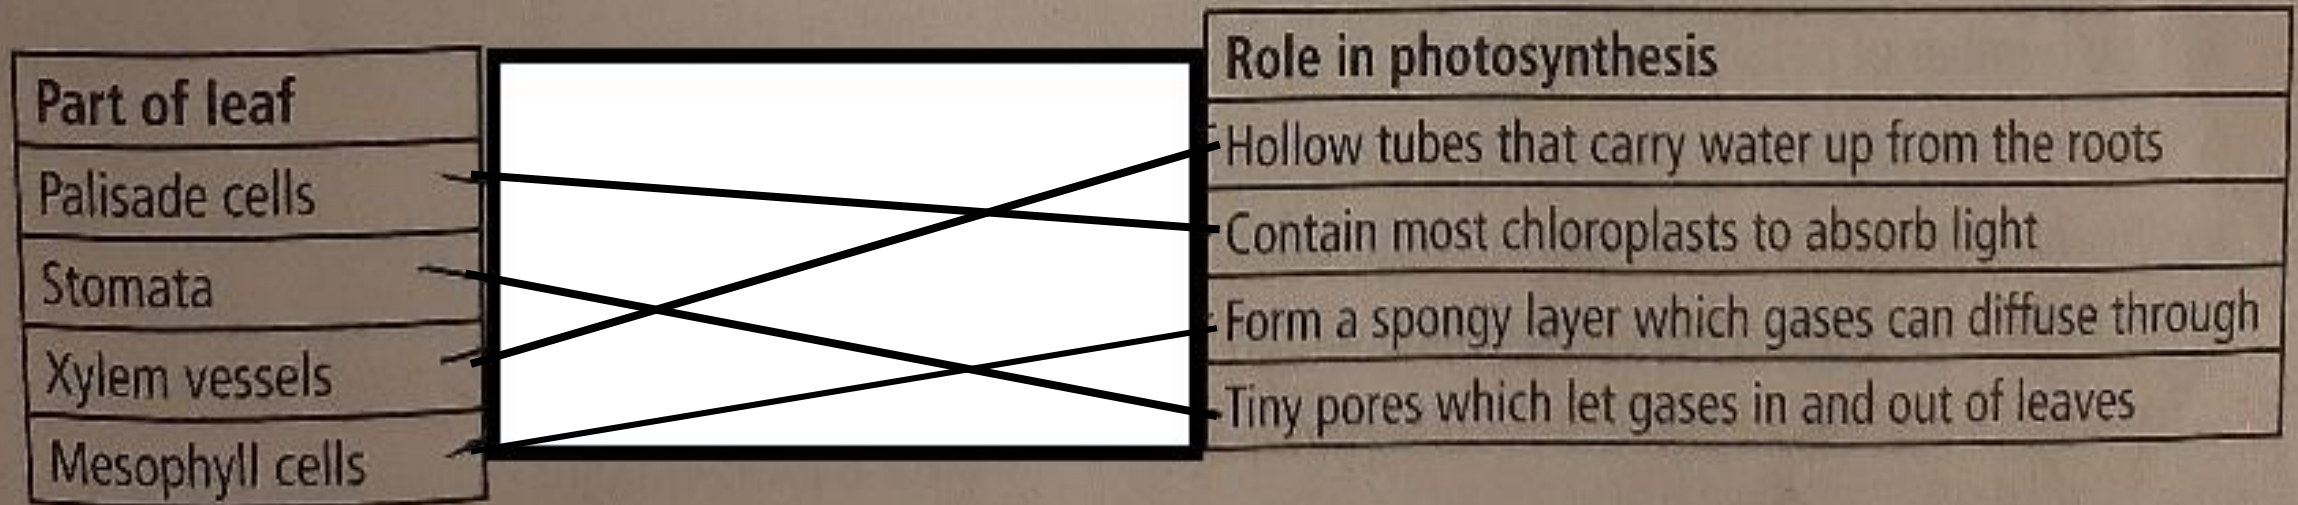 Part of leaf
Palisade cells
Stomata
Xylem vessels
Mesophyll cells
Role in photosynthesis
Hollow tubes that carry water up from the roots
Contain most chloroplasts to absorb light
Form a spongy layer which gases can diffuse through
Tiny pores which let gases in and out of leaves